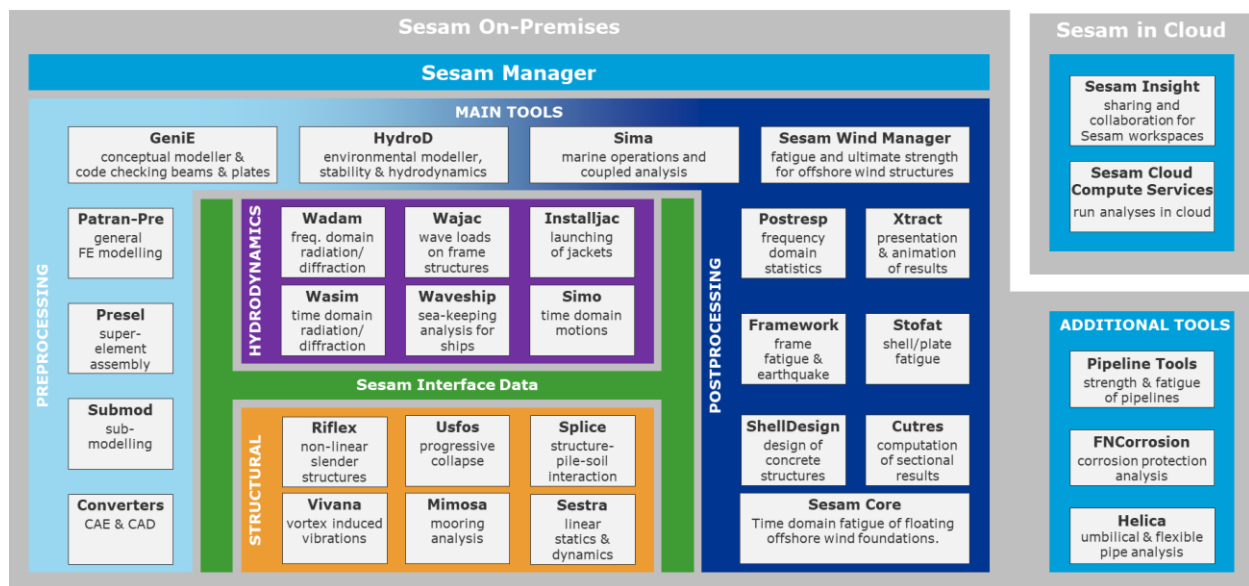 Sesam On-Premises
Sesam Manager
MAIN TOOLS
GeniE
conceptual modeller &
code checking beams & plates
HydroD
environmental modeller,
stability & hydrodynamics
Sima
marine operations and
coupled analysis
Sesam Wind Manager
fatigue and ultimate strength
for offshore wind structures
PREPROCESSING
Patran-Pre
general
FE modelling
Presel
super-
element
assembly
Submod
sub-
modelling
Converters
CAE & CAD
HYDRODYNAMICS
Wadam
freq. domain
radiation/
diffraction
Wajac
wave loads
on frame
structures
Installjac
launching
of jackets
Wasim
time domain
radiation/
diffraction
Waveship
sea-keeping
analysis for
ships
Simo
time domain
motions
Sesam Interface Data
STRUCTURAL
Riflex
non-linear
slender
structures
Usfos
progressive
collapse
Splice
structure-
pile-soil
interaction
Vivana
vortex induced
vibrations
Mimosa
mooring
analysis
Sestra
linear
statics &
dynamics
POSTPROCESSING
Postresp
frequency
domain
statistics
Xtract
presentation
& animation
of results
Framework
frame
fatigue &
earthquake
Stofat
shell/plate
fatigue
ShellDesign
design of
concrete
structures
Cutres
computation
of sectional
results
Sesam Core
Time domain fatigue of floating
offshore wind foundations.
Sesam in Cloud
Sesam Insight
sharing and
collaboration for
Sesam workspaces
Sesam Cloud
Compute Services
run analyses in cloud
ADDITIONAL TOOLS
Pipeline Tools
strength & fatigue
of pipelines
FNCorrosion
corrosion protection
analysis
Helica
umbilical & flexible
pipe analysis